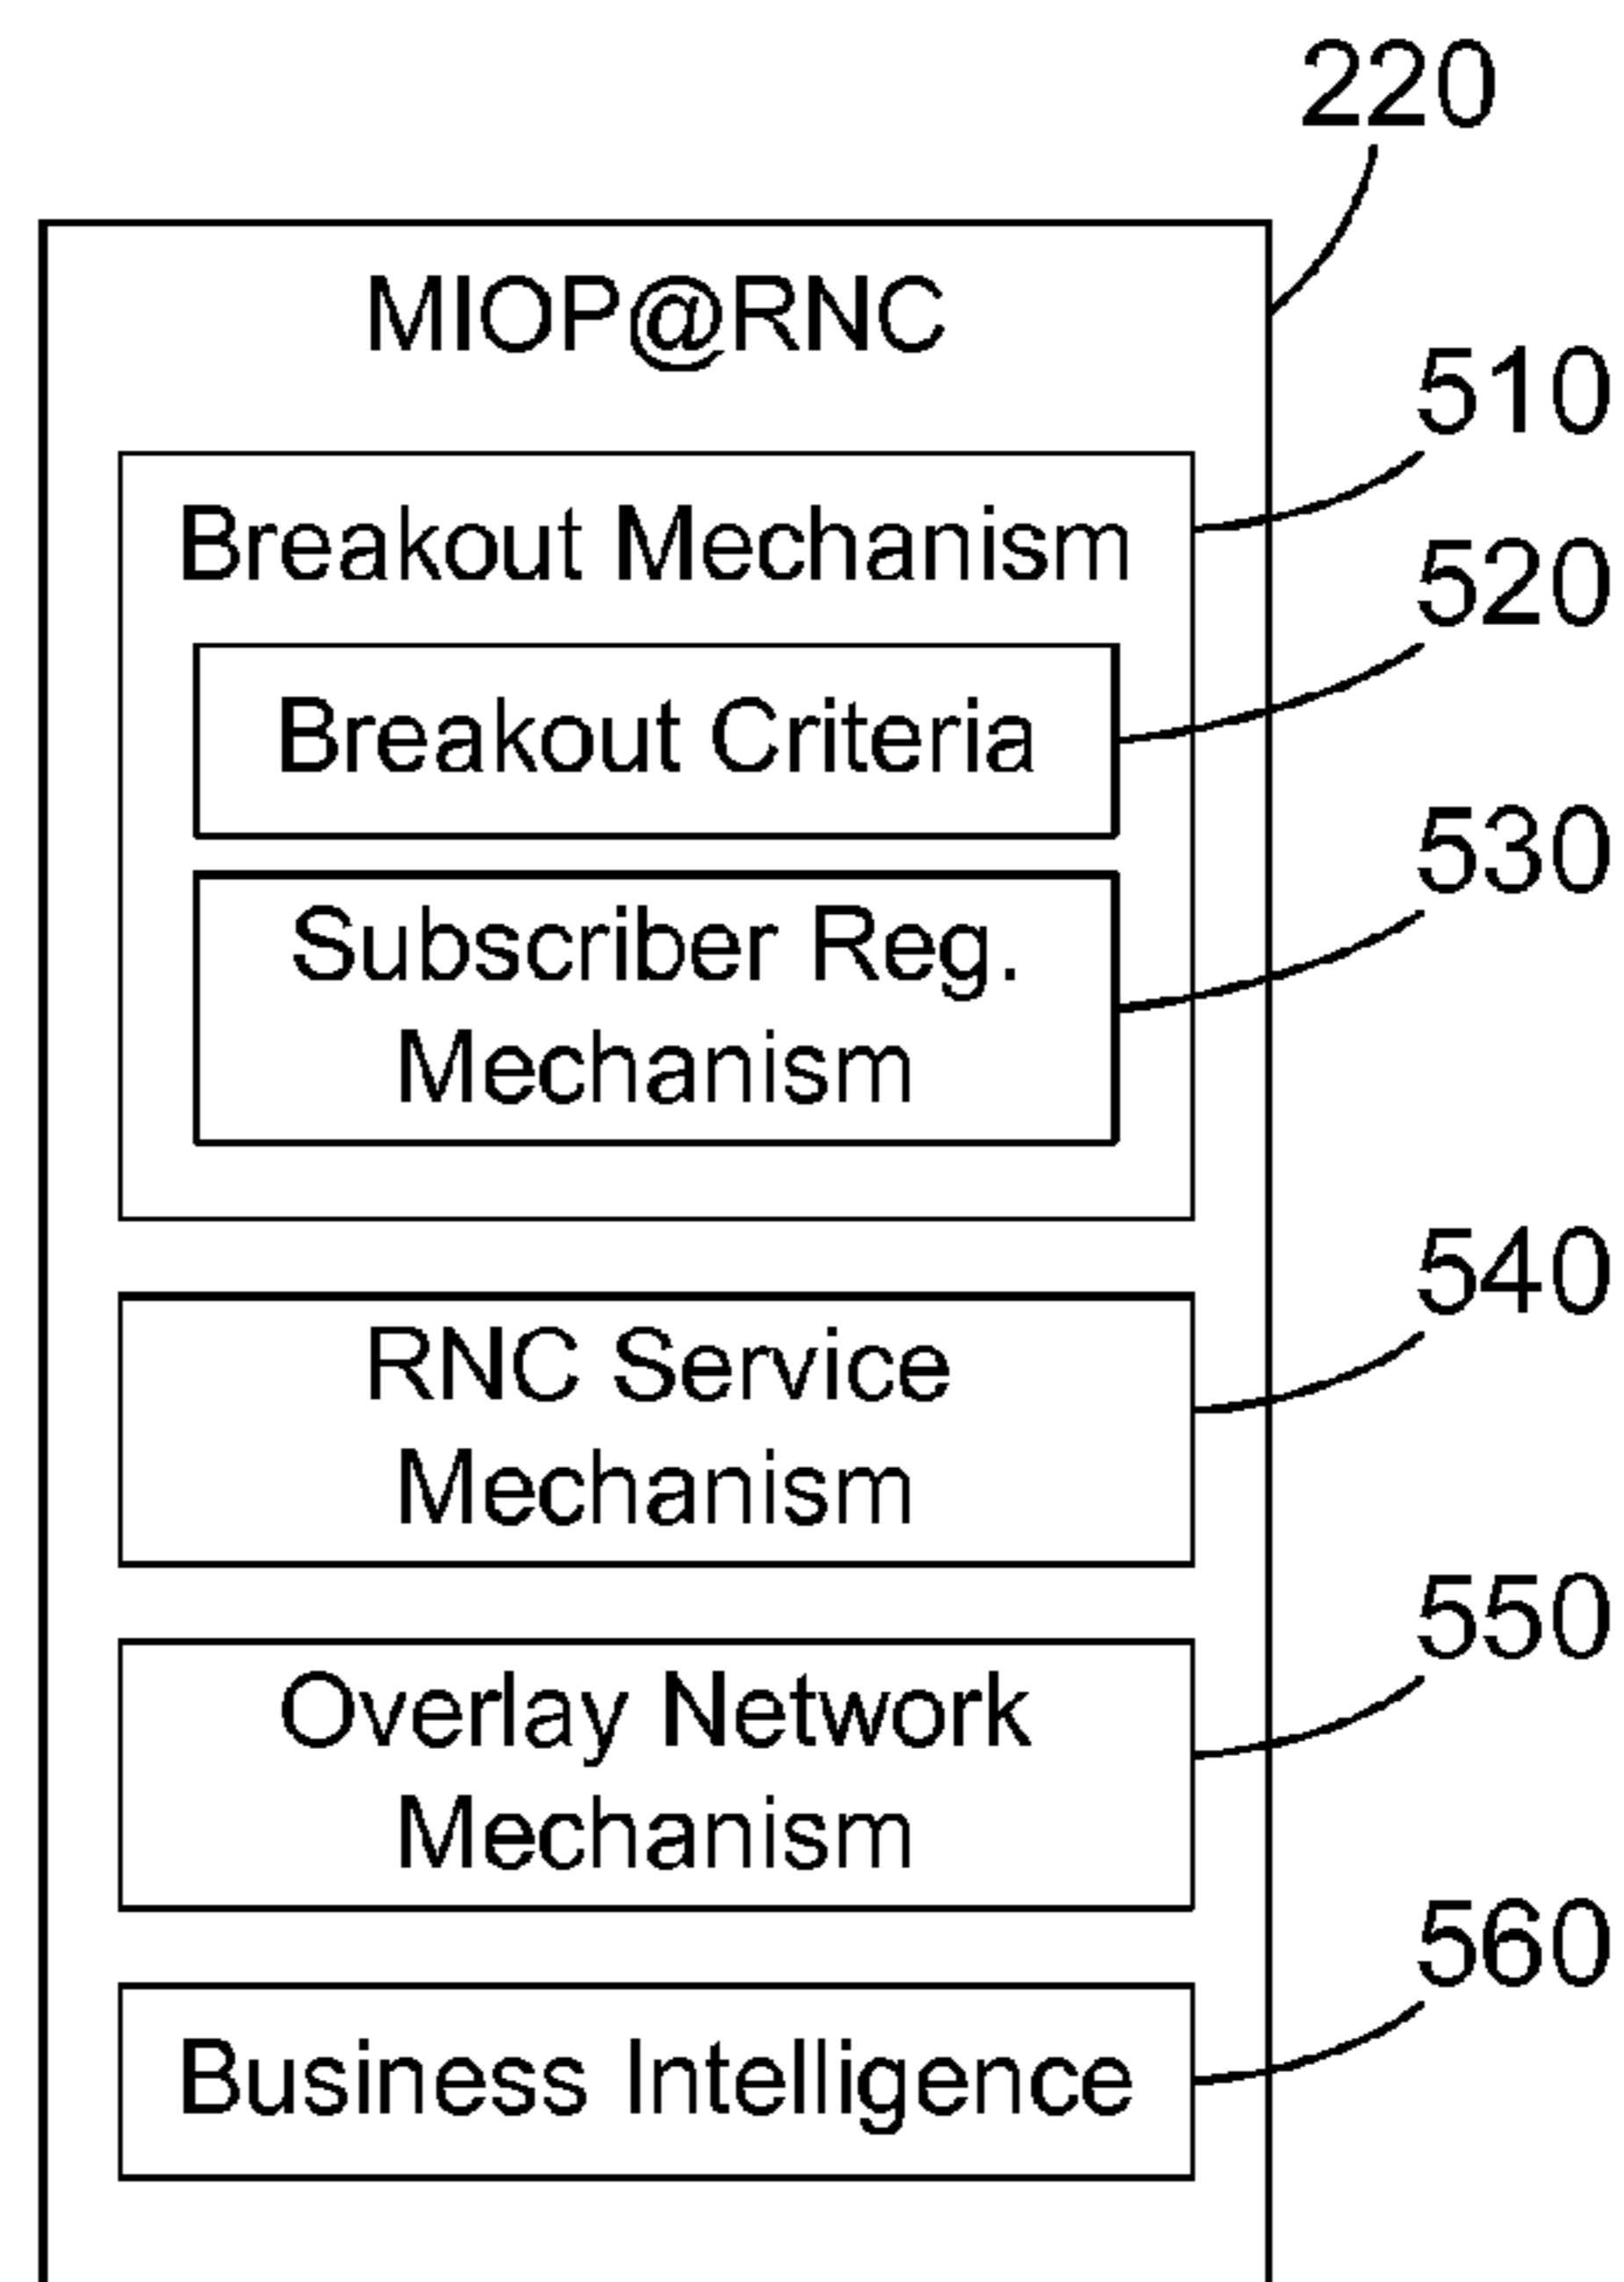 220
MIOP@RNC
510
Breakout Mechanism
520
Breakout Criteria
530
Subscriber Reg.
Mechanism
540
RNC Service
Mechanism
550
Overlay Network
Mechanism
560
Business Intelligence